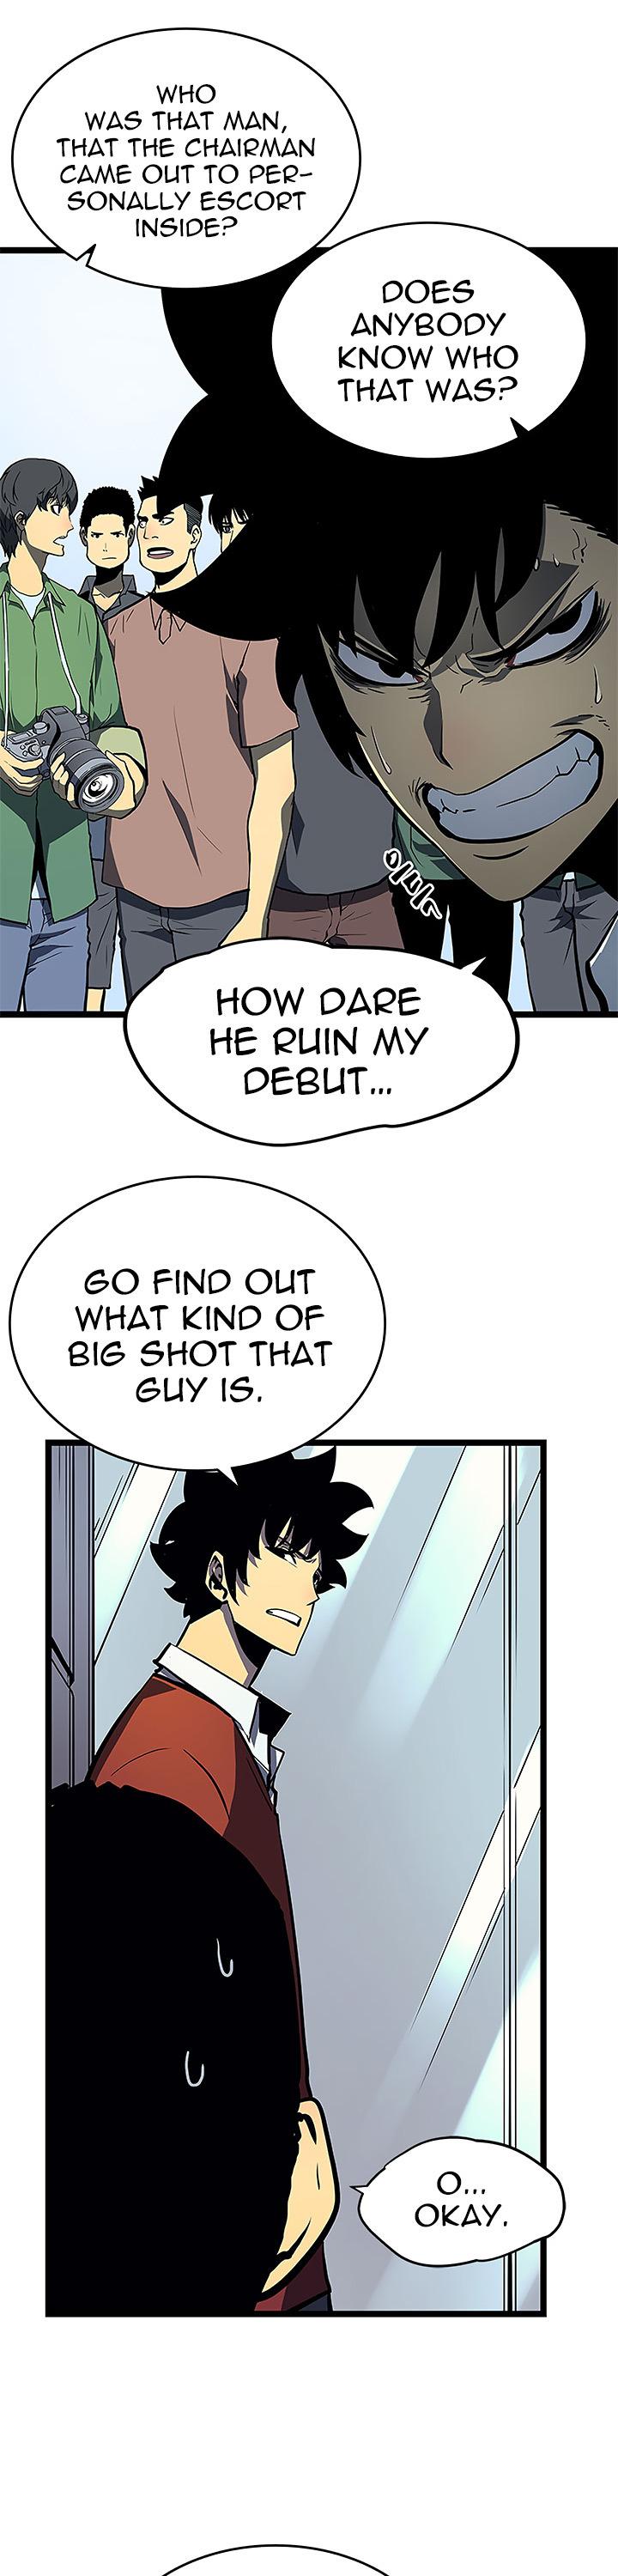 WHO
WAS THAT MAN,
THAT THE CHAIRMAN
CAME OUT TO PER-
SONALLY ESCORT
INSIDE?
DOES
ANYBODY
KNOW WHO
THAT WAS?
HOW DARE
HE RUIN MY
DEBUT...
GO FIND OUT
WHAT KIND OF
BIG SHOT THAT
GUY IS.
O...
OKAY.